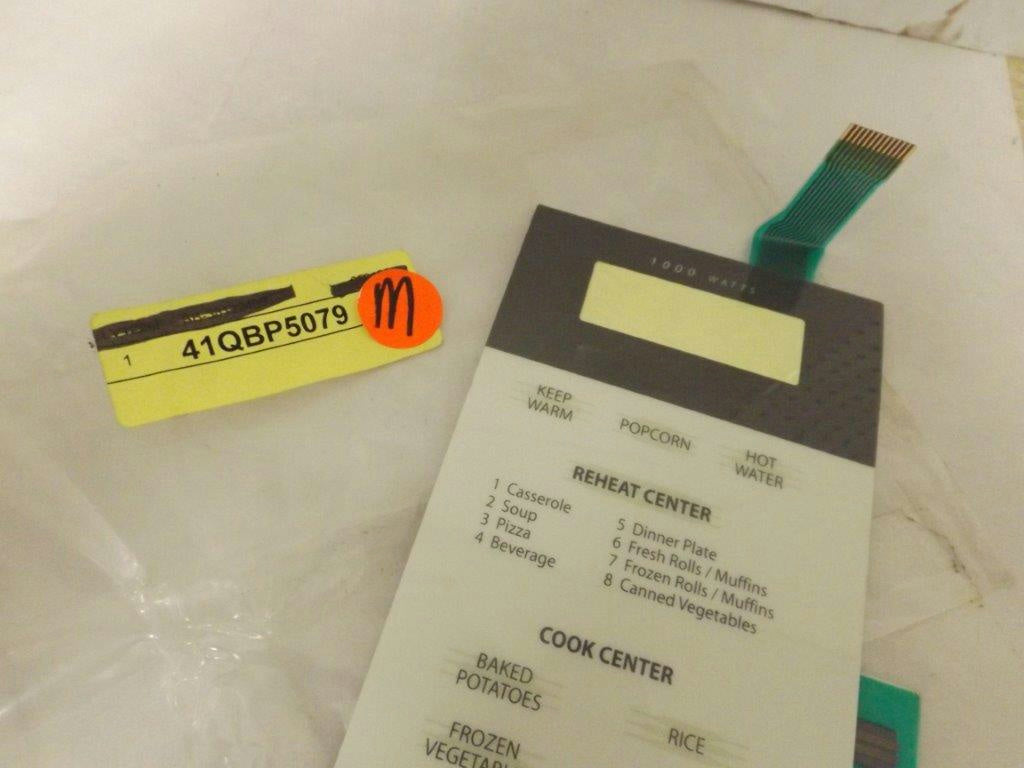 1 41QBP5079
m
1000 WATTS
KEEP
WARM
POPCORN
HOT
WATER
REHEAT CENTER
1 Casserole
2 Soup
3 Pizza
4 Beverage
5 Dinner Plate
6 Fresh Rolls / Muffins
7 Frozen Rolls / Muffins
8 Canned Vegetables
COOK CENTER
BAKED
POTATOES
RICE
FROZEN